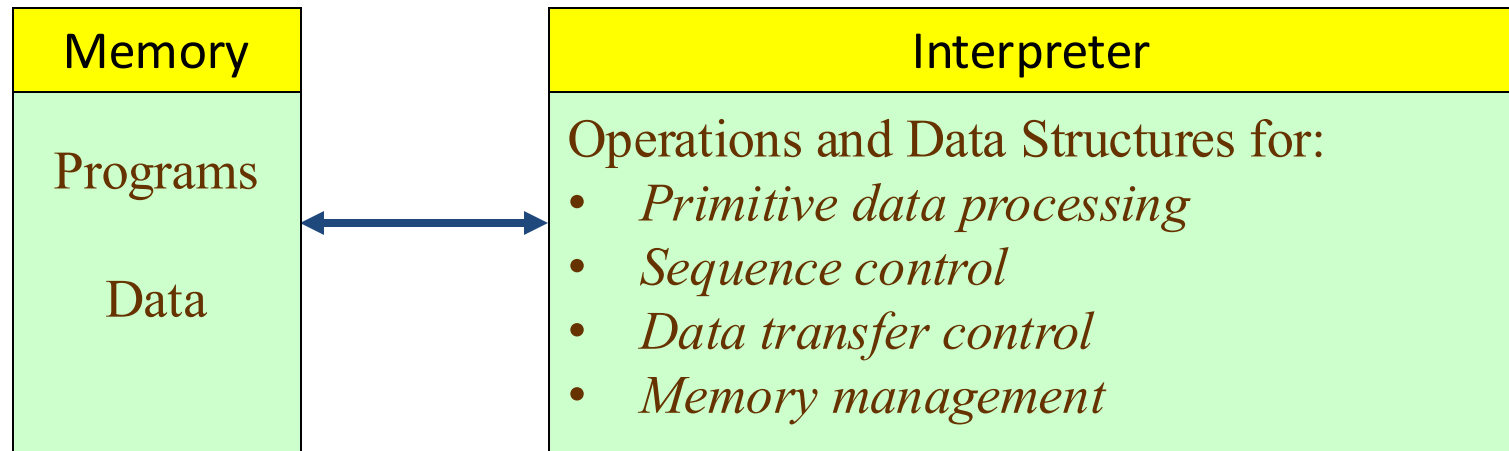 Memory
Programs
Data
Interpreter
Operations and Data Structures for:
• Primitive data processing
• Sequence control
• Data transfer control
• Memory management